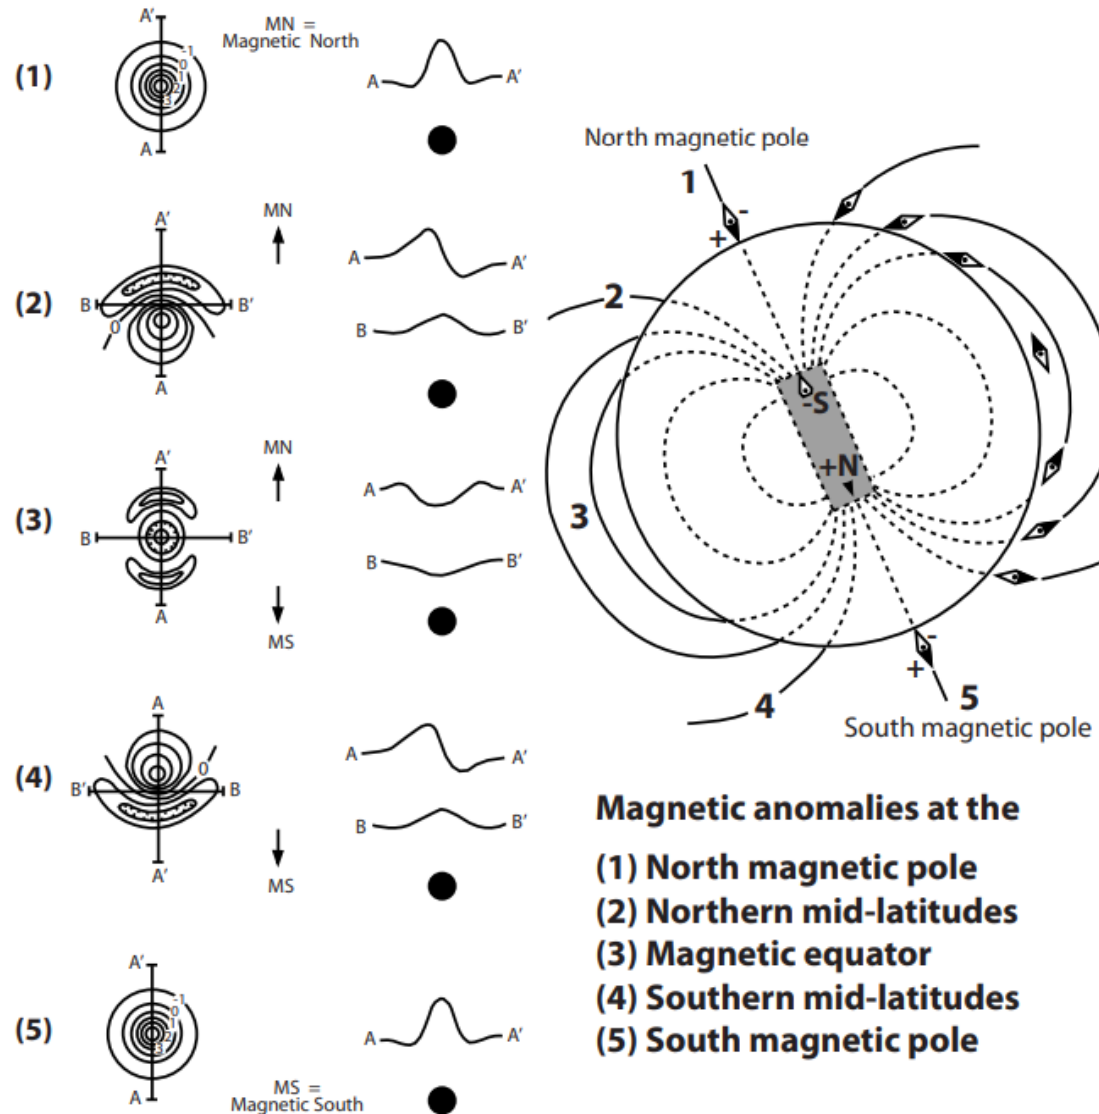 A'
MN =
Magnetic North
(1)
-1
0
1
2
3
A
A
A'
A'
MN
(2)
B
B'
0
A
A
A'
B
B'
A'
MN
(3)
B
B'
A
MS
A
A'
B
B'
A
(4)
0
B'
B
A'
MS
A
A'
B
B'
A'
(5)
-1
0
1
2
3
A
MS =
Magnetic South
A
A'
North magnetic pole
1
-
+
2
-S
+N
3
4
-
+
5
South magnetic pole
Magnetic anomalies at the
(1) North magnetic pole
(2) Northern mid-latitudes
(3) Magnetic equator
(4) Southern mid-latitudes
(5) South magnetic pole